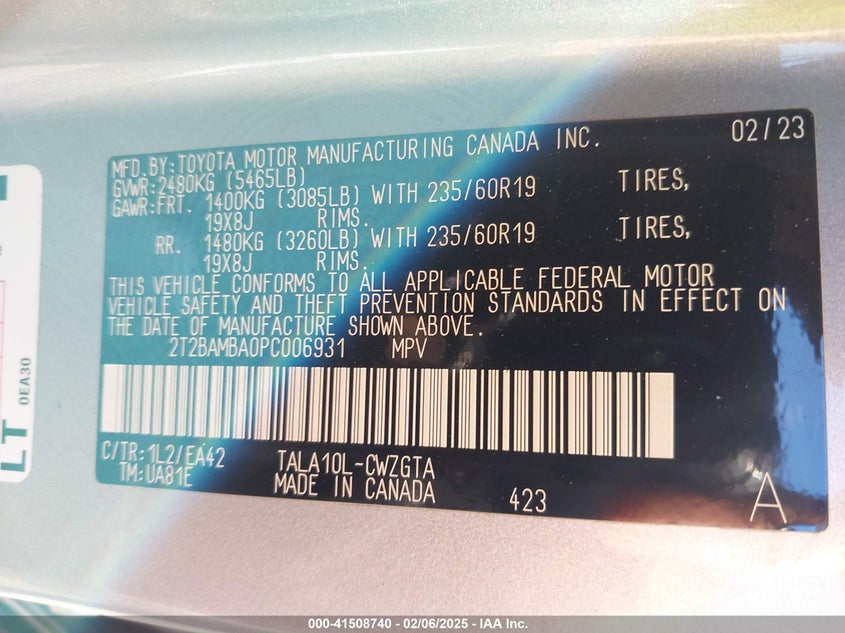 MFD.BY:TOYOTA MOTOR MANUFACTURING CANADA INC. 02/23
GVWR:2480KG (5465LB)
GAWR:FRT. 1400KG (3085LB) WITH 235/60R19 TIRES,
19X8J RIMS.
RR. 1480KG (3260LB) WITH 235/60R19 TIRES,
19X8J RIMS.
THIS VEHICLE CONFORMS TO ALL APPLICABLE FEDERAL MOTOR
VEHICLE SAFETY AND THEFT PREVENTION STANDARDS IN EFFECT ON
THE DATE OF MANUFACTURE SHOWN ABOVE.
2T2BAMBA0PC006931 MPV
C/TR:1L2/EA42 TALA10L-CWZGTA
TM:UA81E MADE IN CANADA 423 A
LT 0EA30
000-41508740 - 02/06/2025 - IAA Inc.